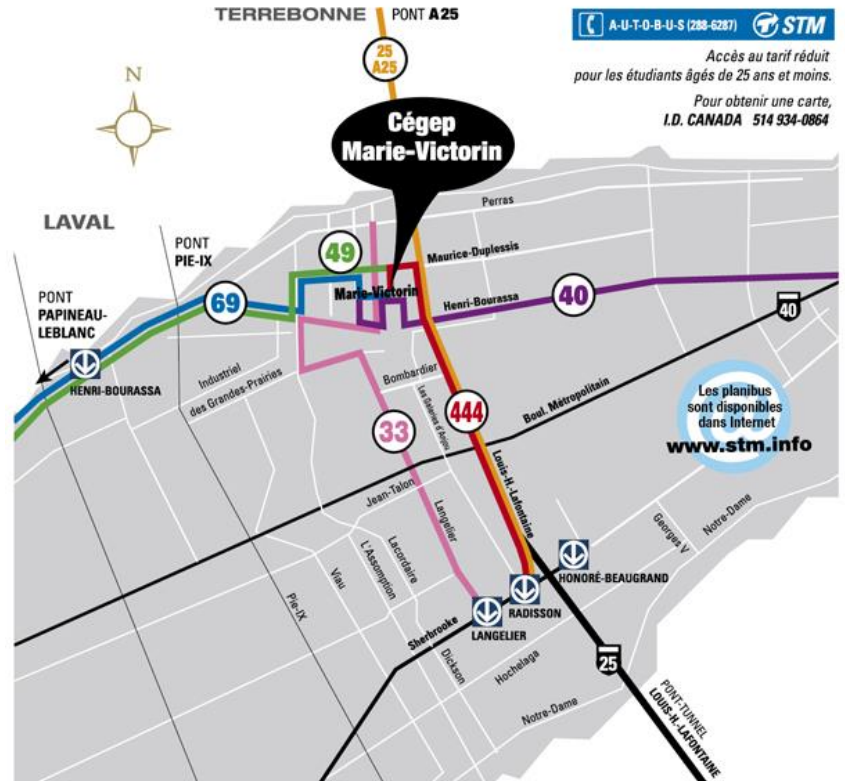 TERREBONNE
PONT A 25
A-U-T-O-B-U-S (288-6287) STM
Accès au tarif réduit
pour les étudiants âgés de 25 ans et moins.
Pour obtenir une carte,
I.D. CANADA 514 934-0864
25
A25
N
Cégep
Marie-Victorin
LAVAL
PONT
PIE-IX
PONT
PAPINEAU-
LEBLANC
Perras
49
Maurice-Duplessis
69
Marie-Victorin
Henri-Bourassa
40
40
HENRI-BOURASSA
Industriel
des Grandes-Prairies
Bombardier
Les Galeries d'Anjou
Boul. Métropolitain
444
33
Les planibus
sont disponibles
dans Internet
www.stm.info
Louis-H.-Lafontaine
Jean-Talon
Langelier
Lacordaire
L'Assomption
Viau
Pie-IX
Georges V
Notre-Dame
HONORÉ-BEAUGRAND
RADISSON
LANGELIER
Sherbrooke
Dickson
Hochelaga
25
Notre-Dame
PONT-TUNNEL
LOUIS-H.-LAFONTAINE